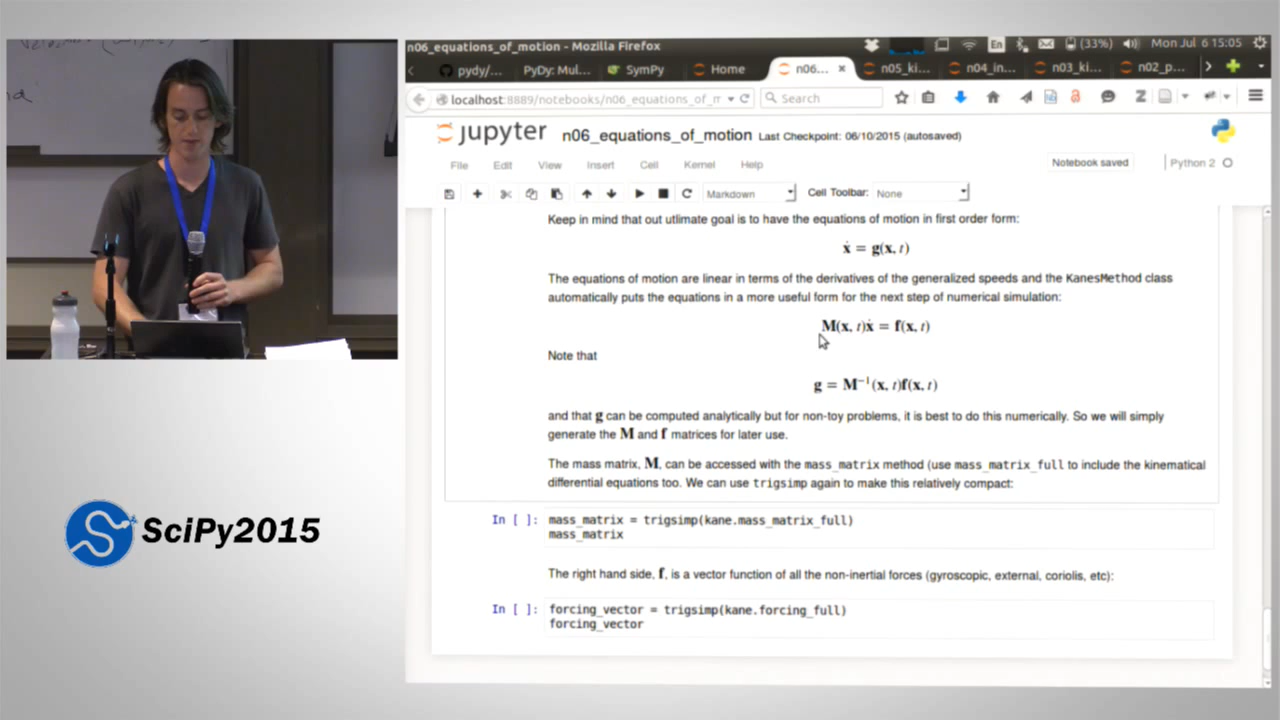 n06_equations_of_motion - Mozilla Firefox
En (33%) Mon Jul 6 15:05
pydy/... PyDy: Mul... SymPy Home n06... n05_ki... n04_in... n03_ki... n02_p...
localhost:8889/notebooks/n06_equations_of_m Search
jupyter n06_equations_of_motion Last Checkpoint: 06/10/2015 (autosaved)
File Edit View Insert Cell Kernel Help Notebook saved Python 2
Markdown Cell Toolbar: None
Keep in mind that out utlimate goal is to have the equations of motion in first order form:
ẋ = g(x, t)
The equations of motion are linear in terms of the derivatives of the generalized speeds and the KanesMethod class
automatically puts the equations in a more useful form for the next step of numerical simulation:
M(x, t)ẋ = f(x, t)
Note that
g = M⁻¹(x, t)f(x, t)
and that g can be computed analytically but for non-toy problems, it is best to do this numerically. So we will simply
generate the M and f matrices for later use.
The mass matrix, M, can be accessed with the mass_matrix method (use mass_matrix_full to include the kinematical
differential equations too. We can use trigsimp again to make this relatively compact:
In [ ]: mass_matrix = trigsimp(kane.mass_matrix_full)
mass_matrix
The right hand side, f, is a vector function of all the non-inertial forces (gyroscopic, external, coriolis, etc):
In [ ]: forcing_vector = trigsimp(kane.forcing_full)
forcing_vector
SciPy2015